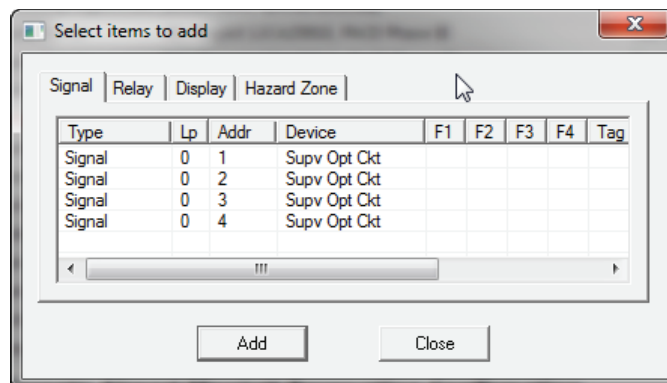 Select items to add
Signal Relay Display Hazard Zone
Type Lp Addr Device F1 F2 F3 F4 Tag
Signal 0 1 Supv Opt Ckt
Signal 0 2 Supv Opt Ckt
Signal 0 3 Supv Opt Ckt
Signal 0 4 Supv Opt Ckt
Add Close